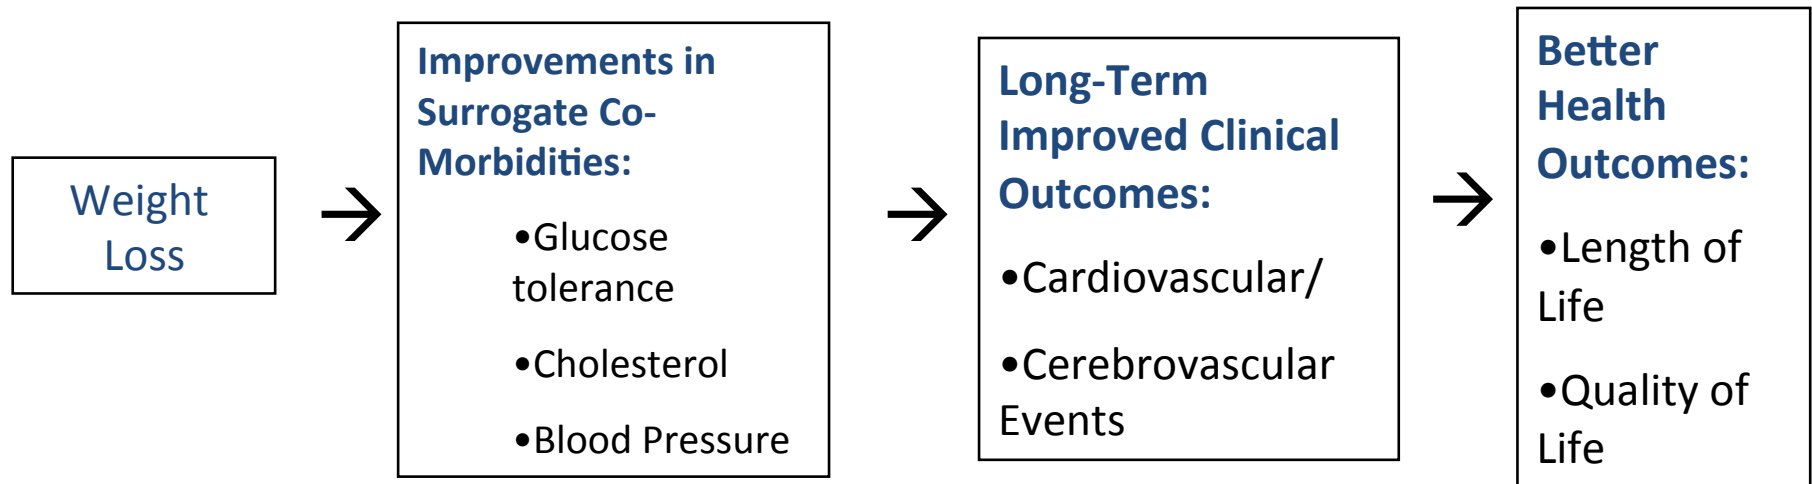 Weight
Loss
→
Improvements in
Surrogate Co-
Morbidities:
•Glucose
tolerance
•Cholesterol
•Blood Pressure
→
Long-Term
Improved Clinical
Outcomes:
•Cardiovascular/
•Cerebrovascular
Events
→
Better
Health
Outcomes:
•Length of
Life
•Quality of
Life